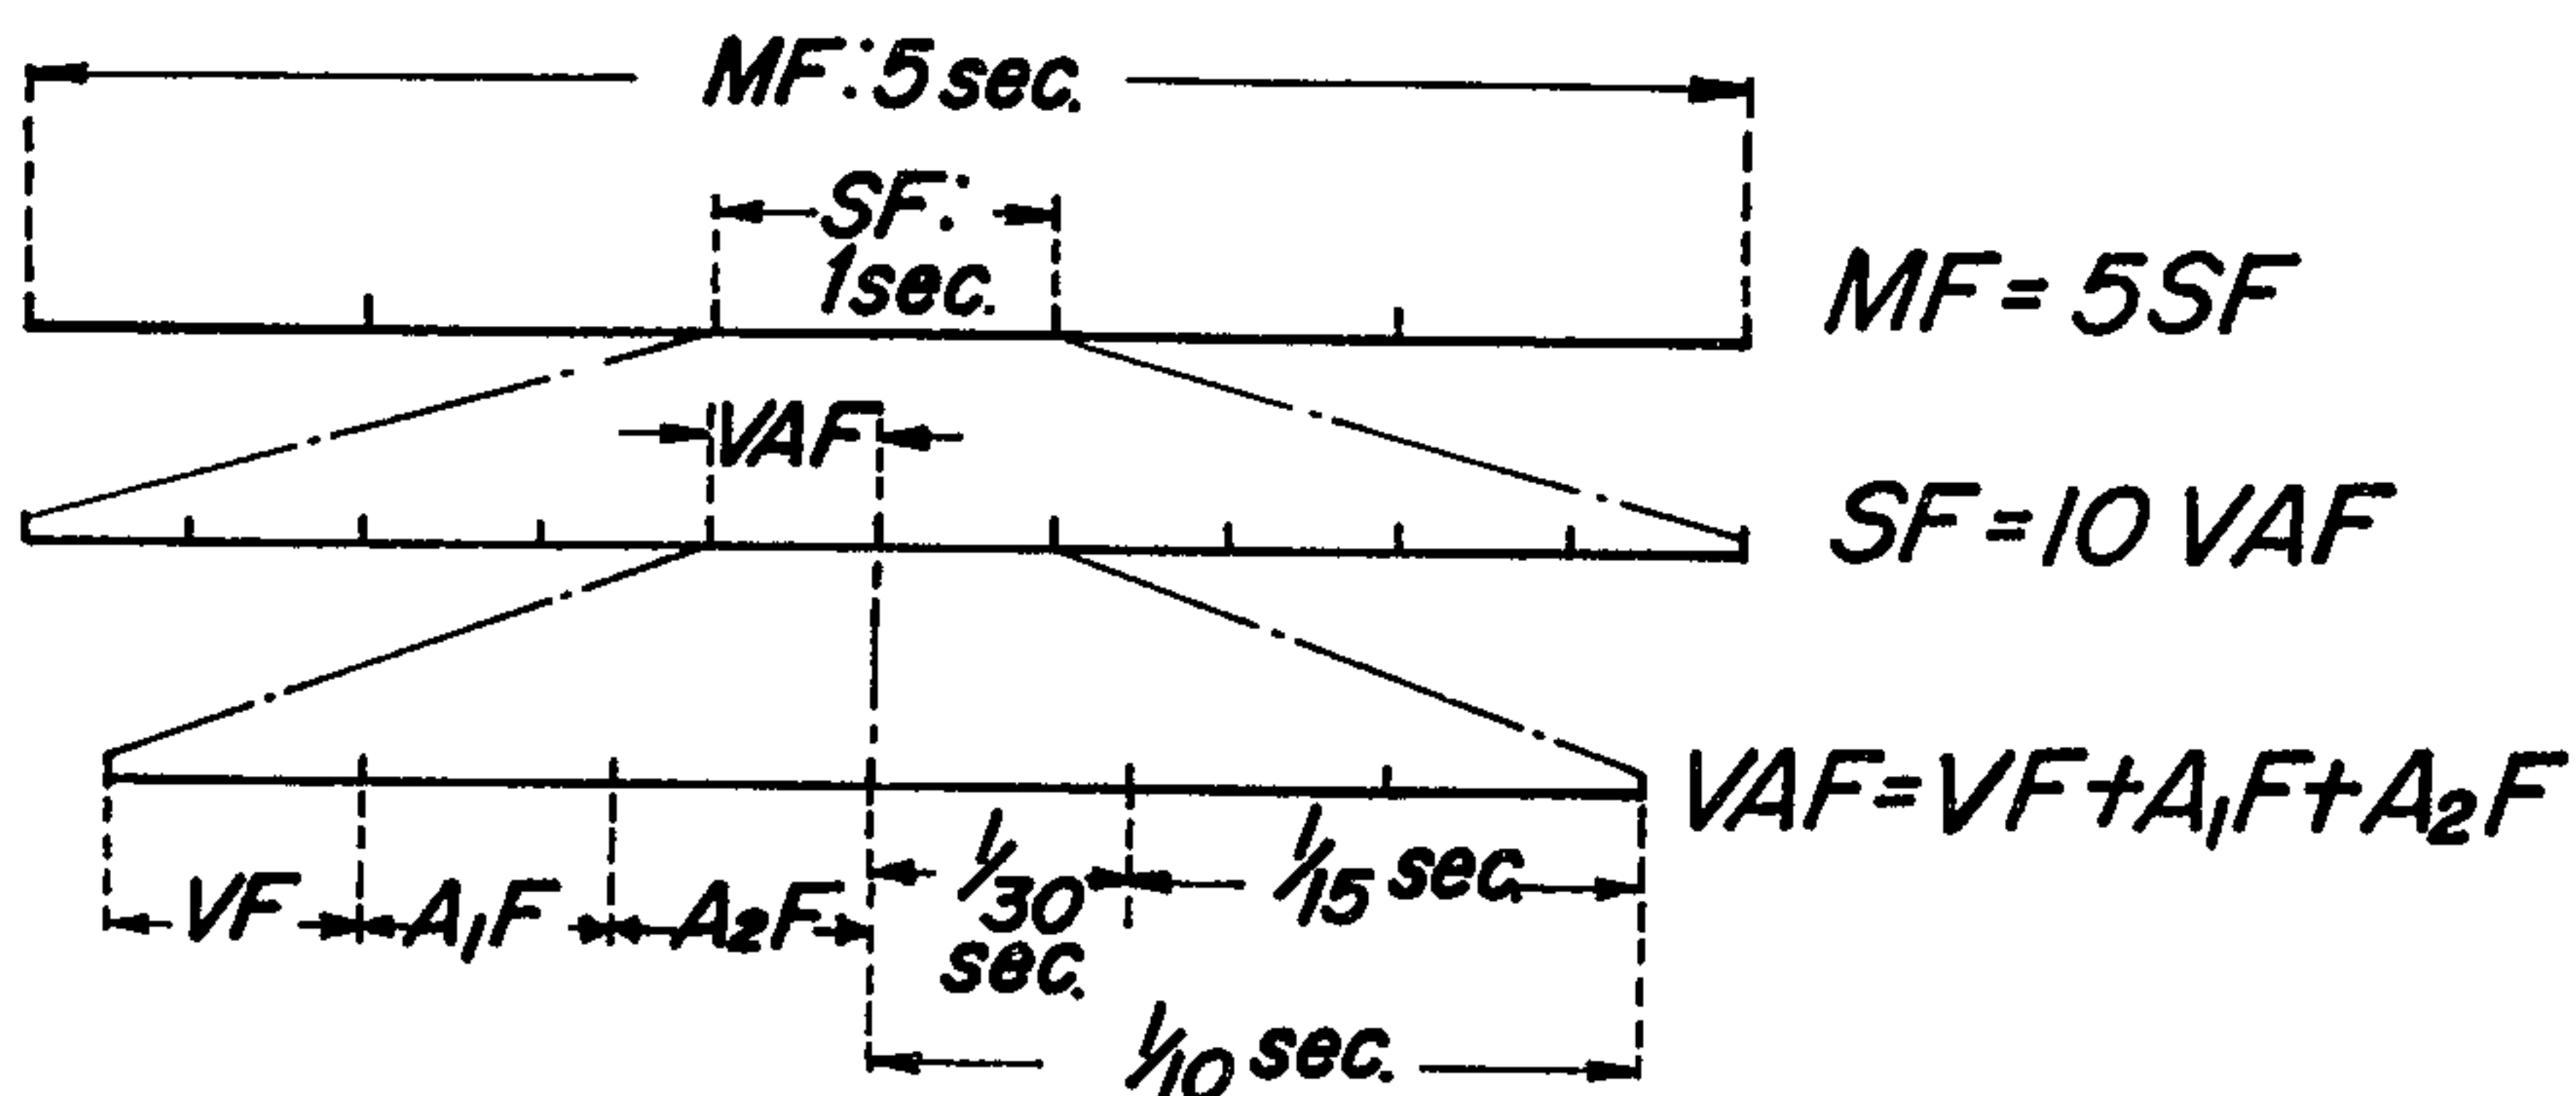 MF:5 sec.
SF:
1 sec.
MF=5SF
VAF
SF=10 VAF
VAF=VF+A₁F+A₂F
VF
A₁F
A₂F
1/30
sec.
1/15 sec.
1/10 sec.